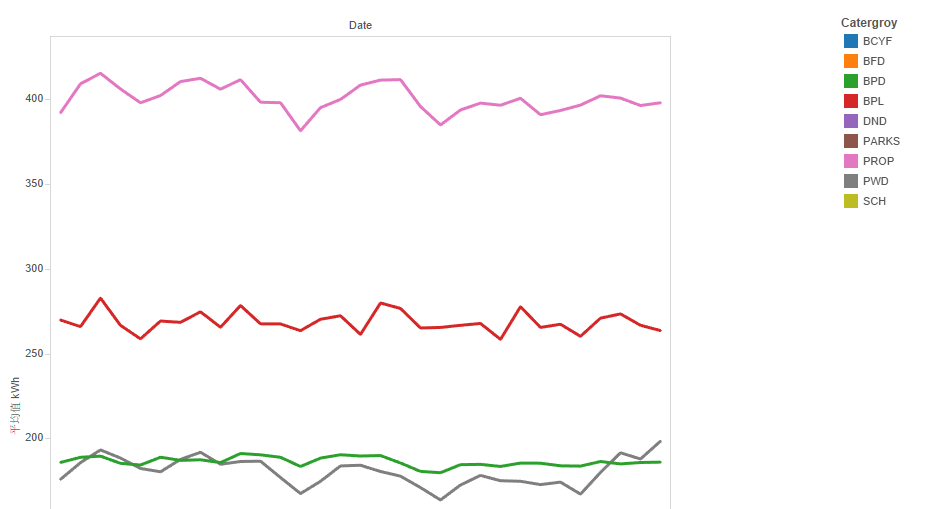 Date
Catergroy
BCYF
BFD
BPD
BPL
DND
PARKS
PROP
PWD
SCH
400
350
300
250
200
平均值 kWh